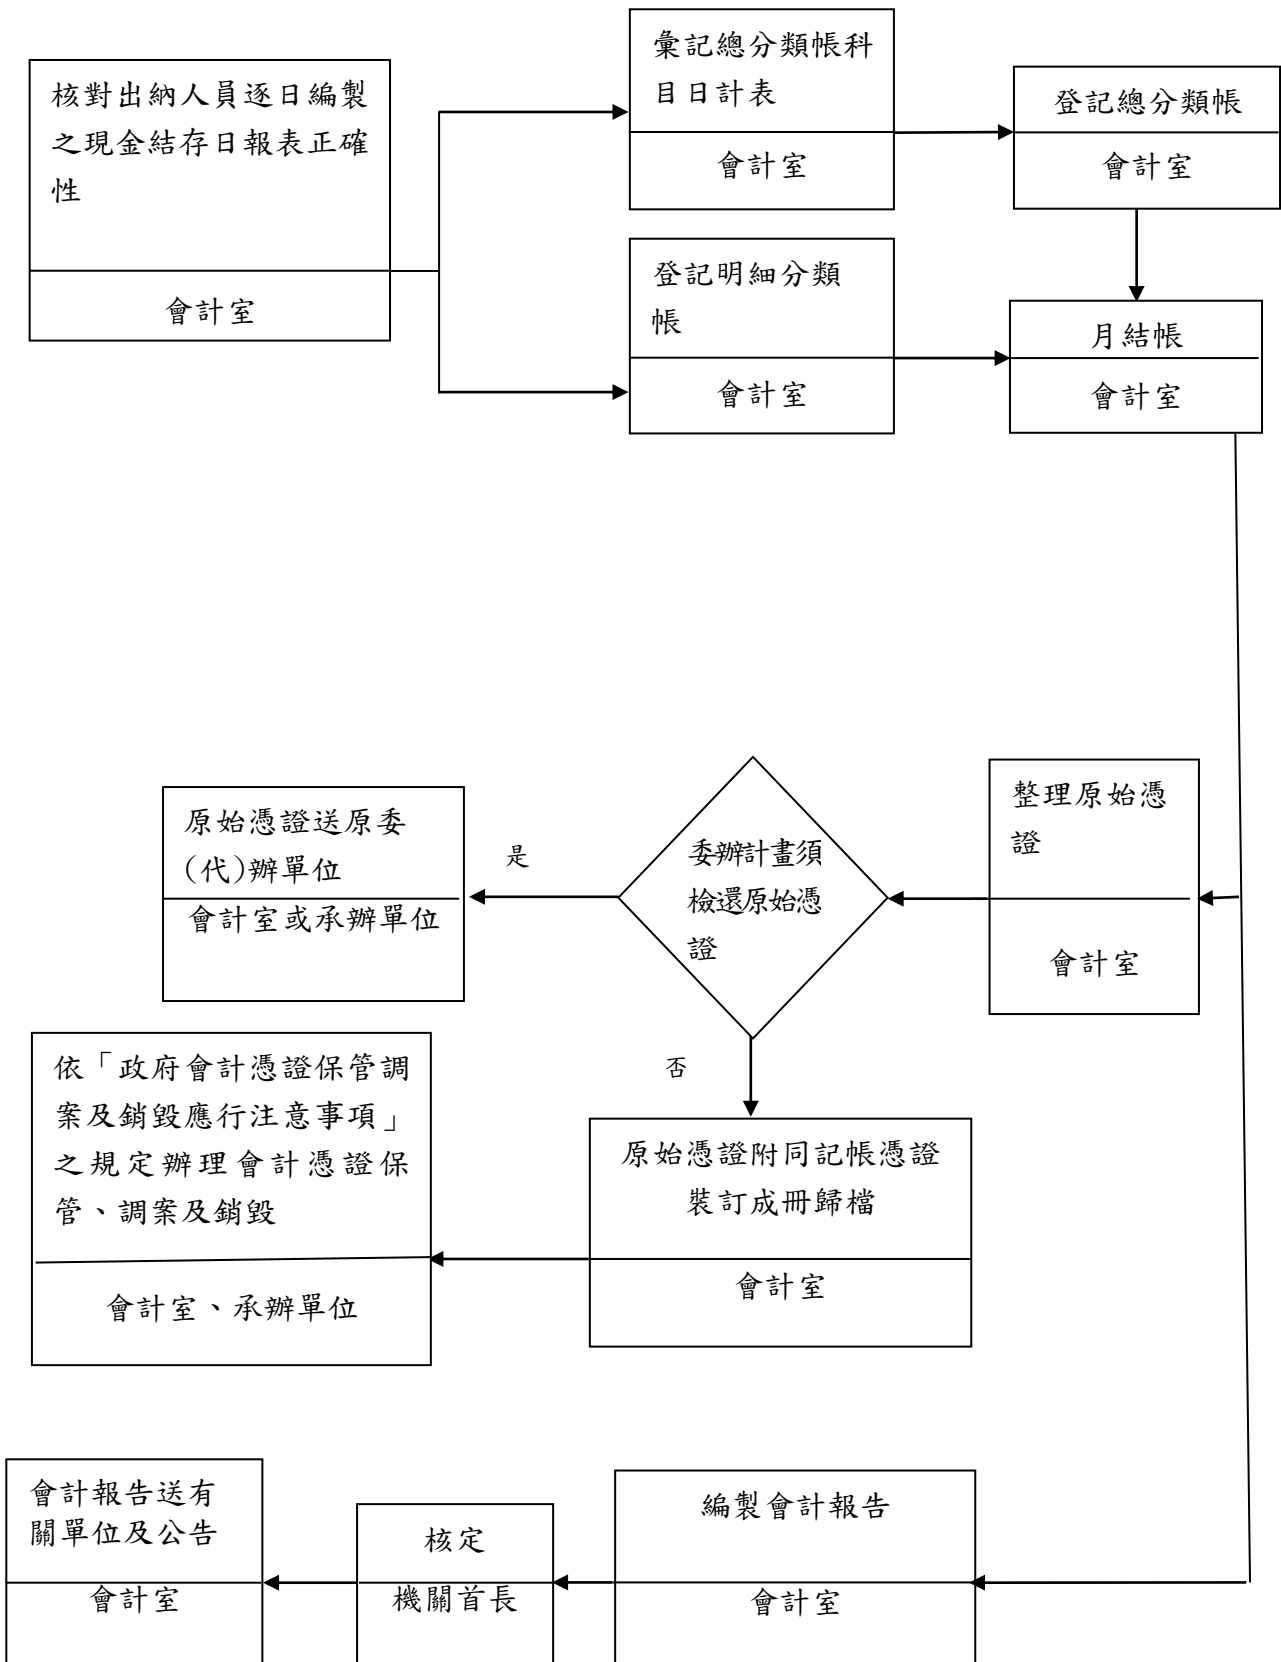 核對出納人員逐日編製
之現金結存日報表正確
性
會計室
彙記總分類帳科
目日計表
會計室
登記總分類帳
會計室
登記明細分類
帳
會計室
月結帳
會計室
整理原始憑
證
會計室
委辦計畫須
檢還原始憑
證
是
原始憑證送原委
(代)辦單位
會計室或承辦單位
否
原始憑證附同記帳憑證
裝訂成冊歸檔
會計室
依「政府會計憑證保管調
案及銷毀應行注意事項」
之規定辦理會計憑證保
管、調案及銷毀
會計室、承辦單位
編製會計報告
會計室
核定
機關首長
會計報告送有
關單位及公告
會計室